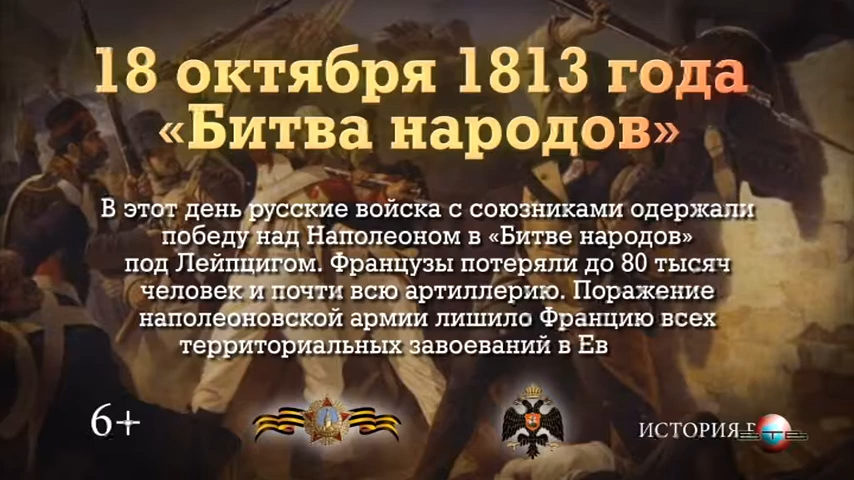 18 октября 1813 года
«Битва народов»
В этот день русские войска с союзниками одержали
победу над Наполеоном в «Битве народов»
под Лейпцигом. Французы потеряли до 80 тысяч
человек и почти всю артиллерию. Поражение
наполеоновской армии лишило Францию всех
территориальных завоеваний в Ев
6+
ИСТОРИЯ.Р